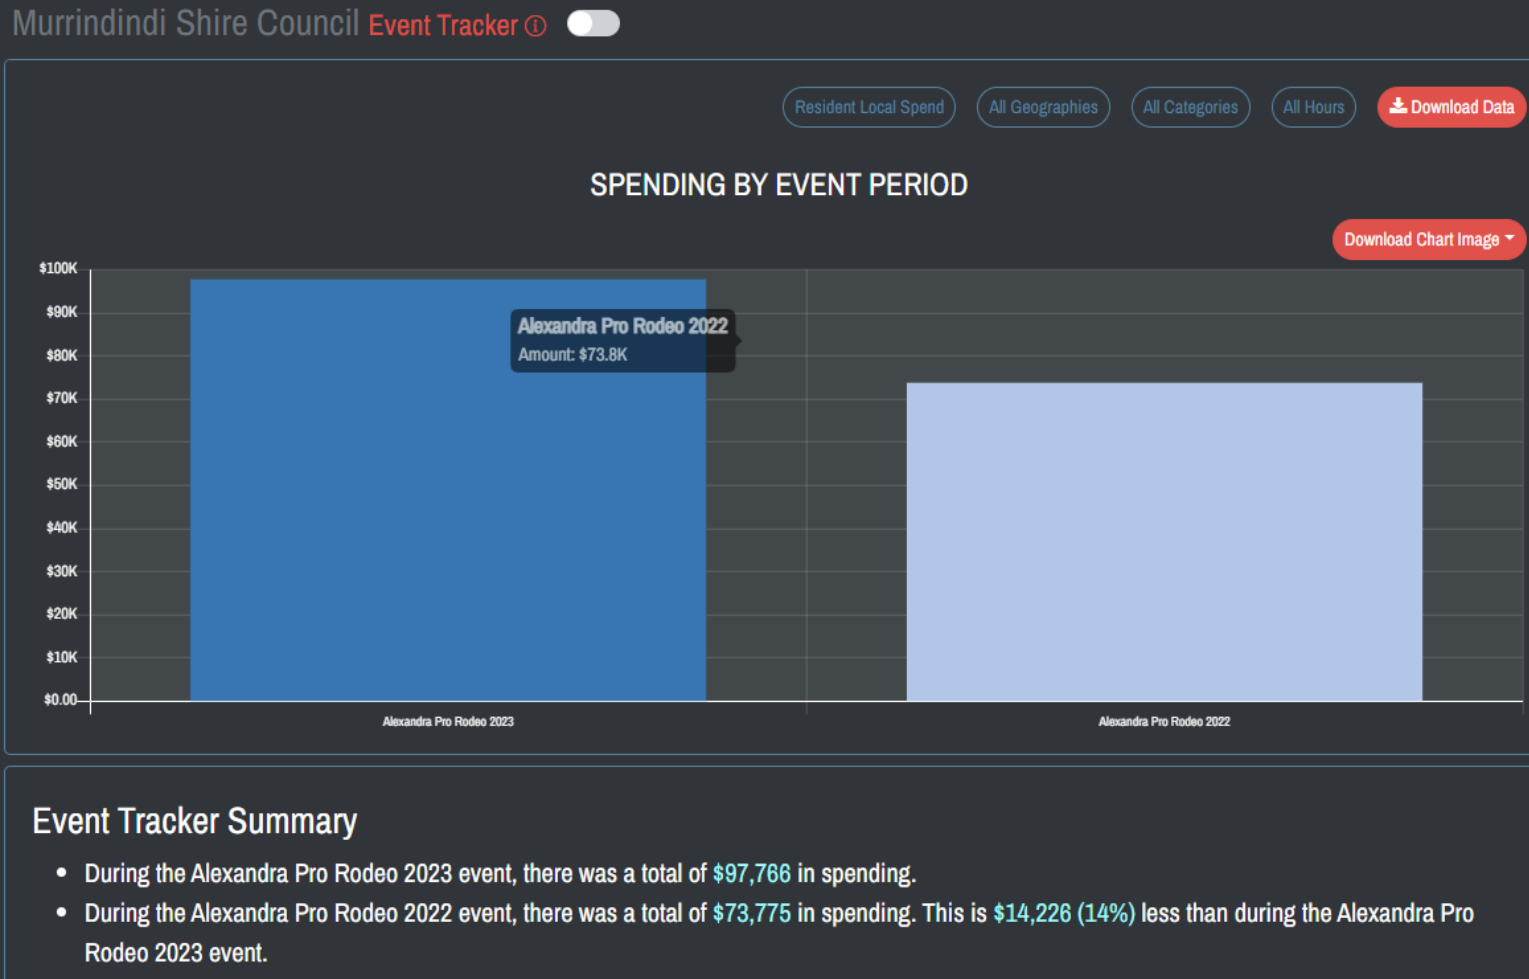 Murrindindi Shire Council Event Tracker
Resident Local Spend All Geographies All Categories All Hours Download Data
SPENDING BY EVENT PERIOD
Download Chart Image
$100K
$90K
Alexandra Pro Rodeo 2022
Amount: $73.8K
$80K
$70K
$60K
$50K
$40K
$30K
$20K
$10K
$0.00
Alexandra Pro Rodeo 2023 Alexandra Pro Rodeo 2022
Event Tracker Summary
• During the Alexandra Pro Rodeo 2023 event, there was a total of $97,766 in spending.
• During the Alexandra Pro Rodeo 2022 event, there was a total of $73,775 in spending. This is $14,226 (14%) less than during the Alexandra Pro
Rodeo 2023 event.